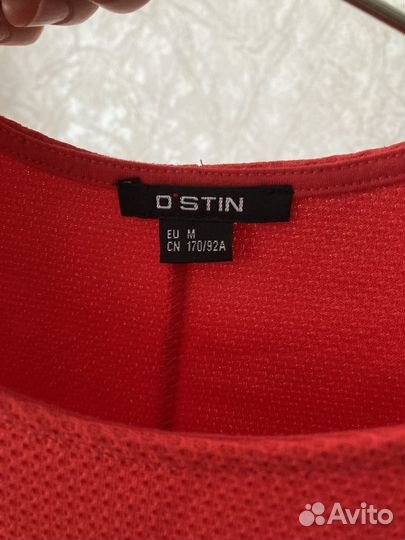 O'STIN
EU M
CN 170/92A
Avito